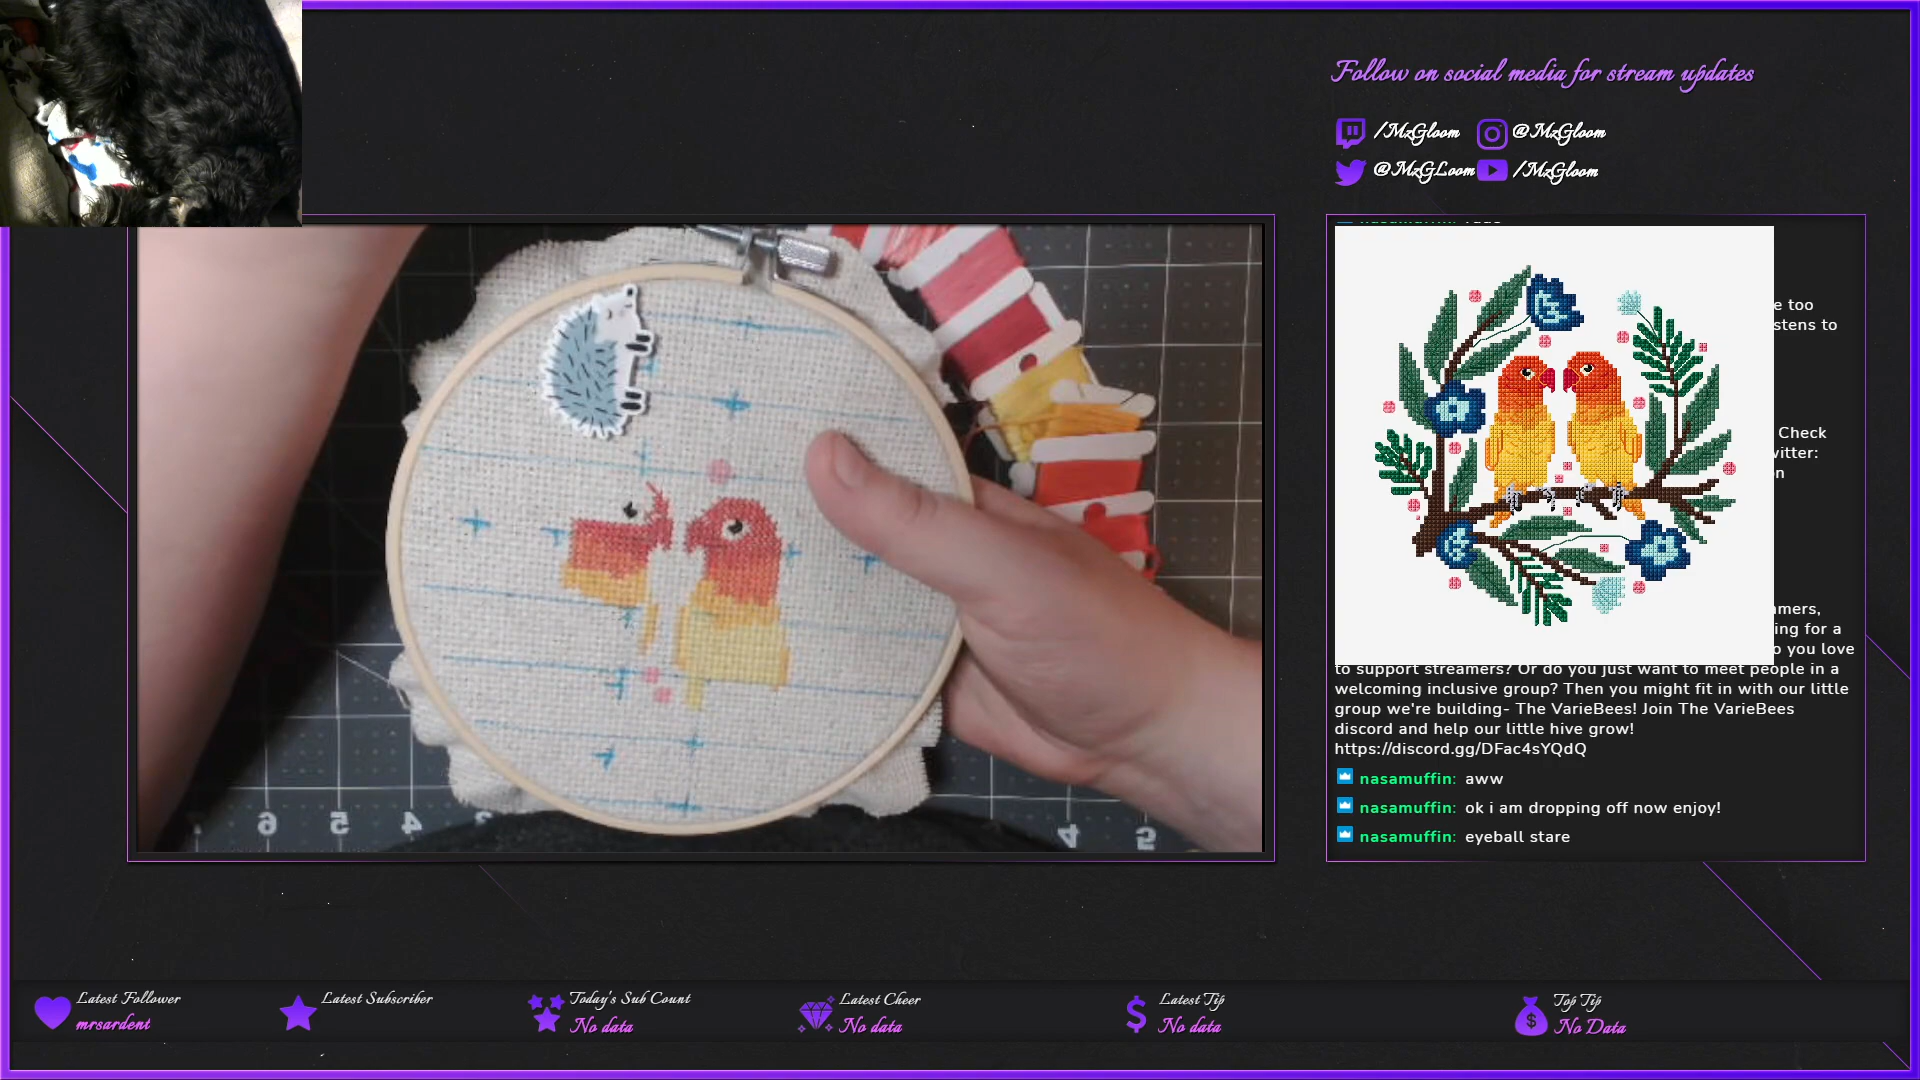 Follow on social media for stream updates
/MzGloom @MzGloom
@MzGLoom /MzGloom
e too
stens to
Check
vitter:
on
amers,
ing for a
o you love
to support streamers? Or do you just want to meet people in a
welcoming inclusive group? Then you might fit in with our little
group we're building- The VarieBees! Join The VarieBees
discord and help our little hive grow!
https://discord.gg/DFac4sYQdQ
nasamuffin: aww
nasamuffin: ok i am dropping off now enjoy!
nasamuffin: eyeball stare
6 5 4 4 5
Latest Follower
mrsardent
Latest Subscriber
Today's Sub Count
No data
Latest Cheer
No data
Latest Tip
No data
Top Tip
No Data